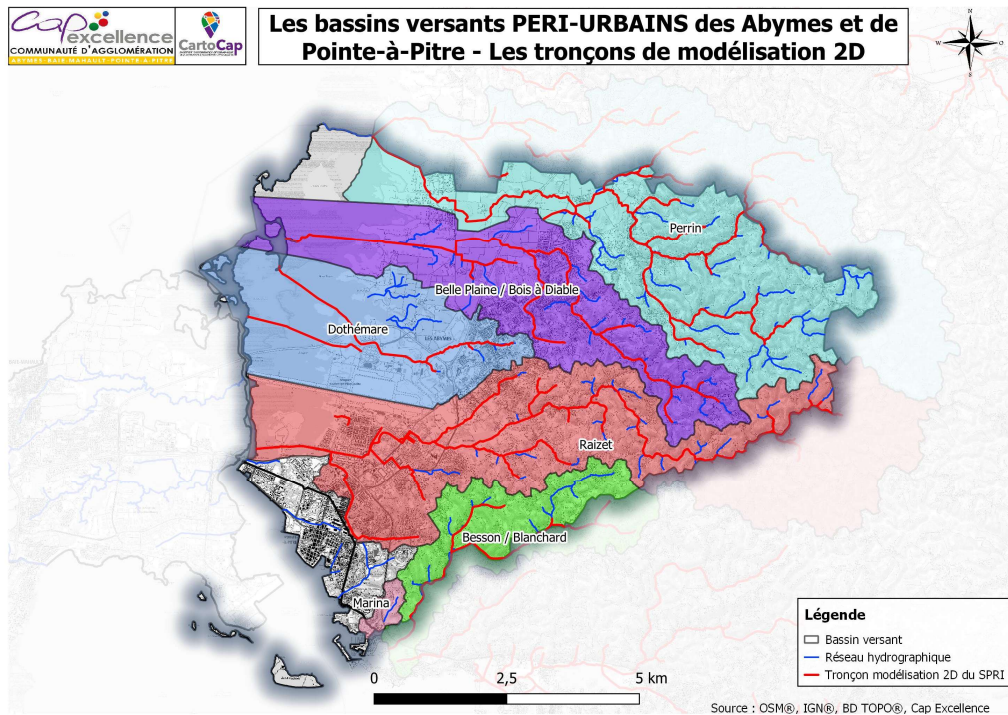 Cap
excellence
COMMUNAUTÉ D'AGGLOMÉRATION
ABYMES-BAIE-MAHAULT-POINTE-À-PITRE
CartoCap
Les bassins versants PERI-URBAINS des Abymes et de
Pointe-à-Pitre - Les tronçons de modélisation 2D
N
W
S
Perrin
Belle Plaine / Bois à Diable
Dothémare
LES ABYMES
Raizet
Besson / Blanchard
Marina
Légende
Bassin versant
Réseau hydrographique
Tronçon modélisation 2D du SPRI
0
2,5
5 km
Source : OSM®, IGN®, BD TOPO®, Cap Excellence